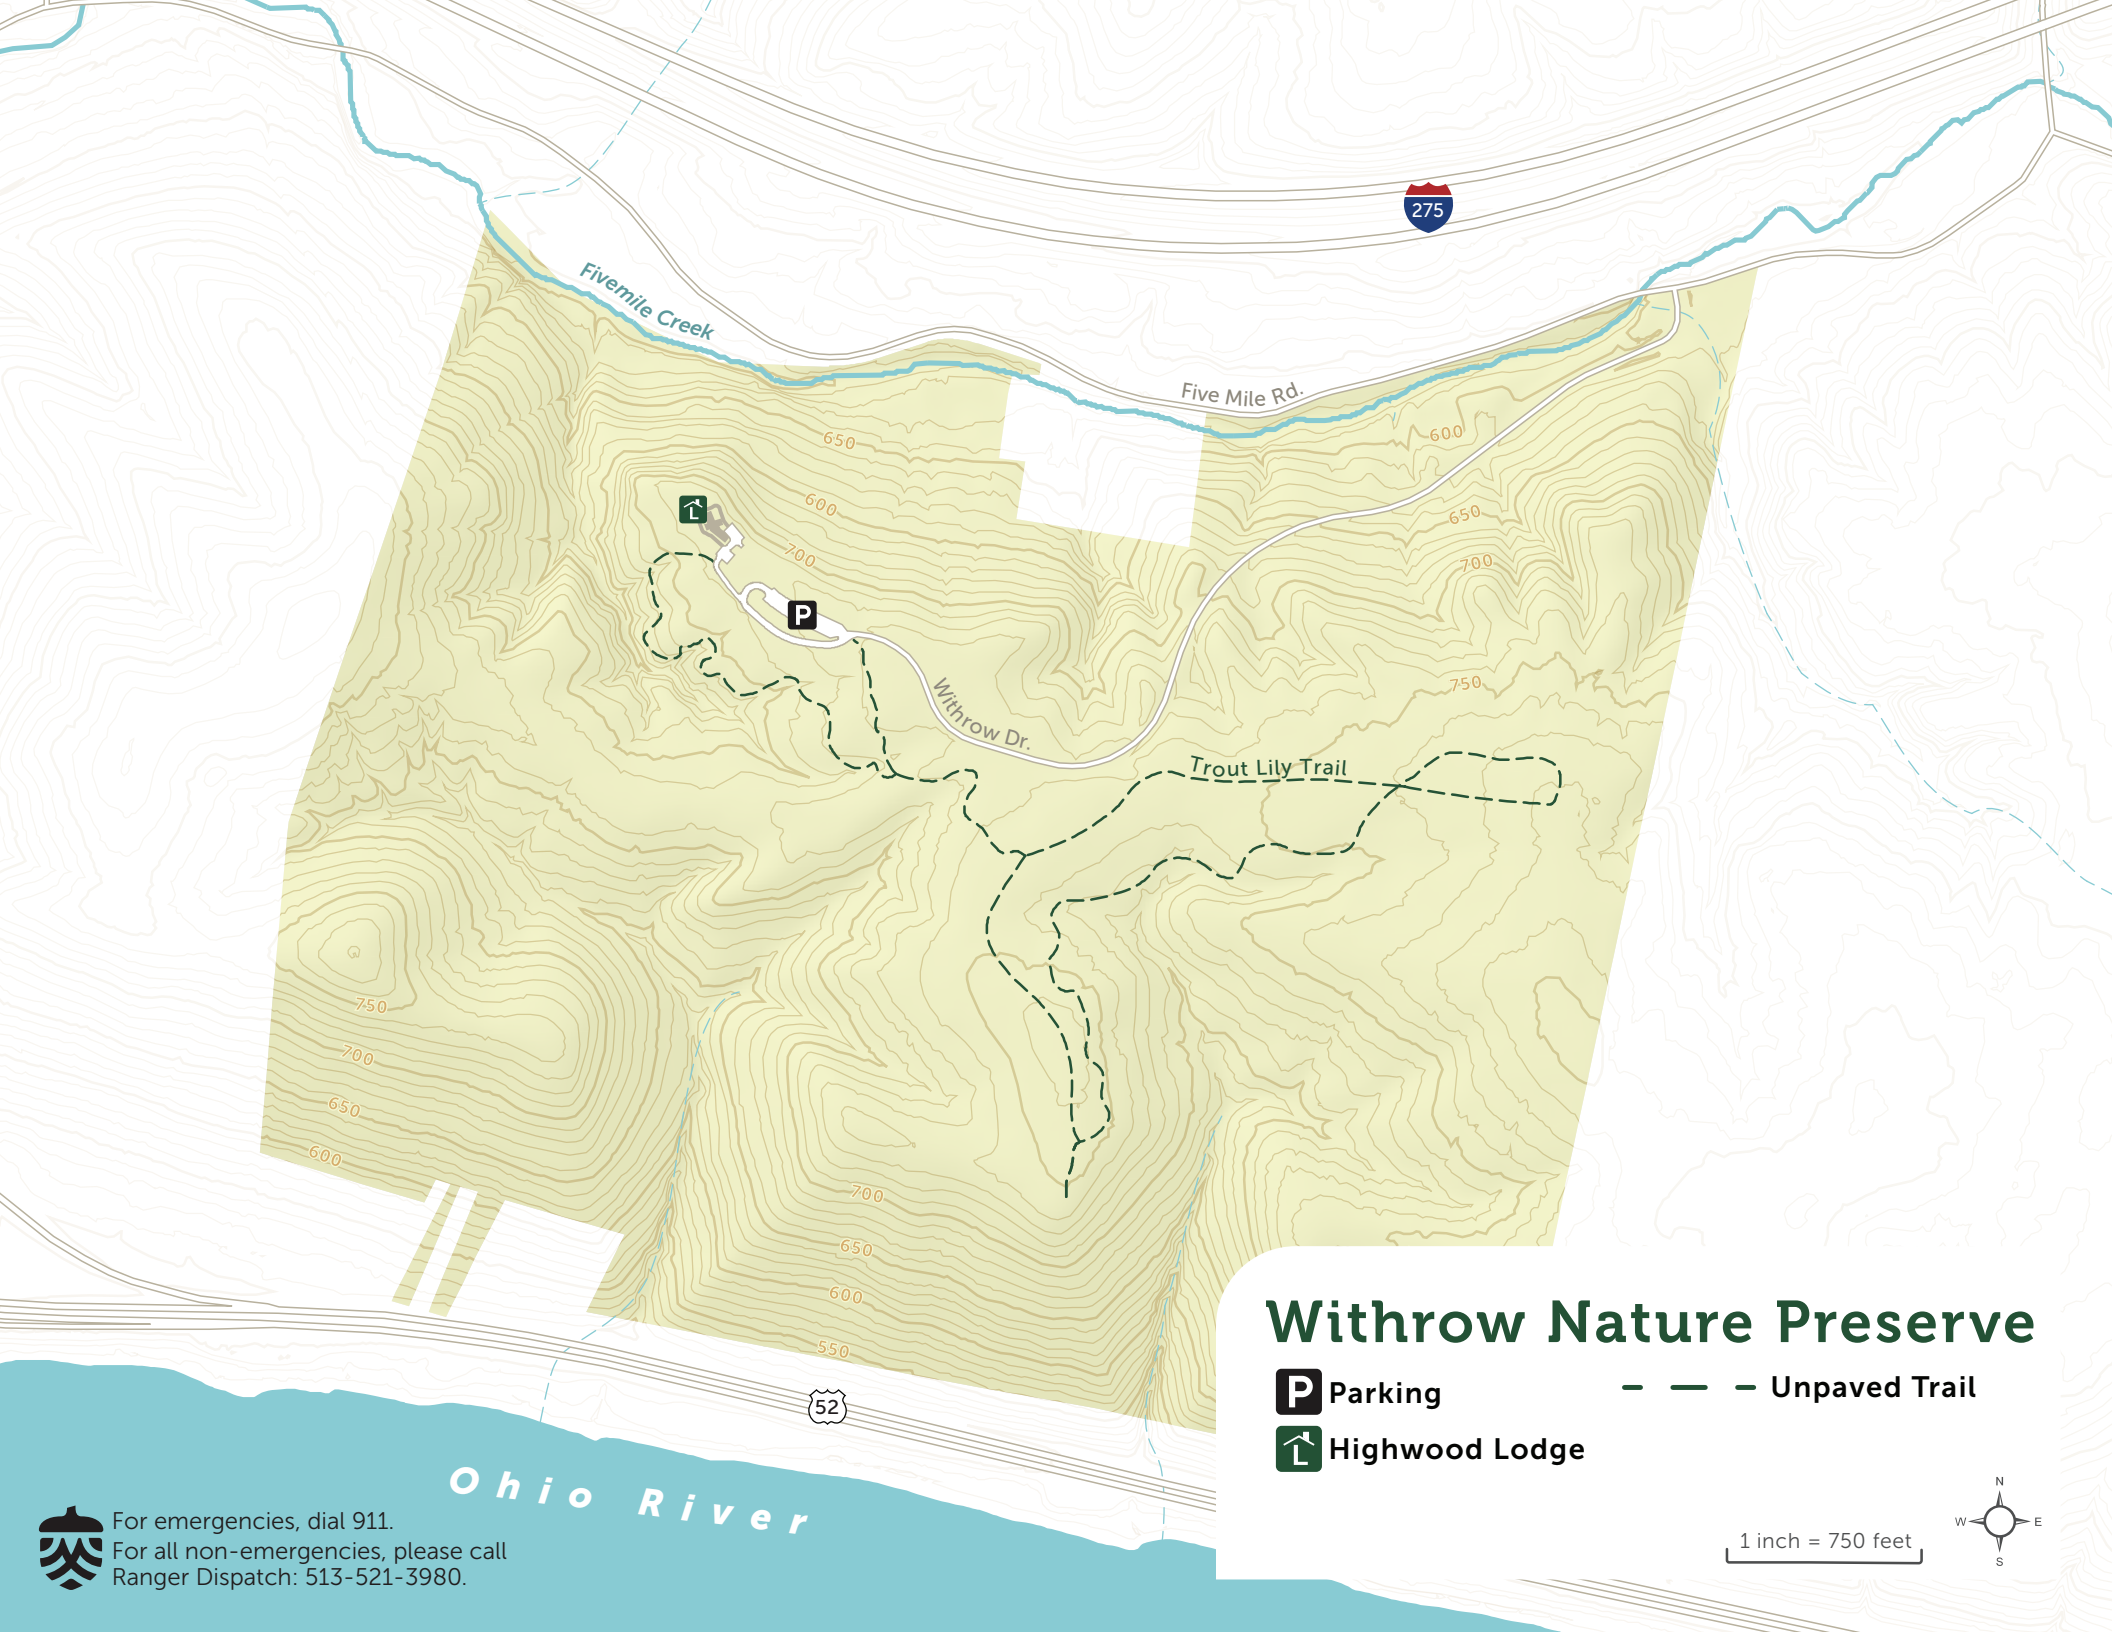 275
Fivemile Creek
Five Mile Rd.
650
600
600
L
650
700
700
P
Withrow Dr.
750
Trout Lily Trail
750
700
650
600
700
650
600
550
Withrow Nature Preserve
P Parking
Unpaved Trail
L Highwood Lodge
52
Ohio River
N
W E
S
1 inch = 750 feet
For emergencies, dial 911.
For all non-emergencies, please call
Ranger Dispatch: 513-521-3980.